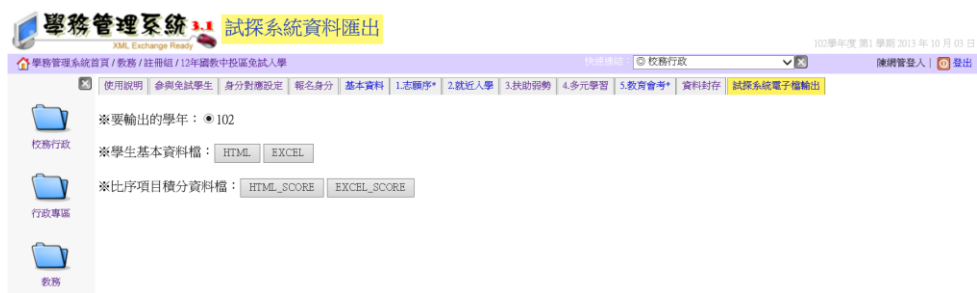 學務管理系統 3.1 試探系統資料匯出
XML Exchange Ready
102學年度 第1 學期 2013 年 10 月 03 日
學務管理系統首頁 / 教務 / 註冊組 / 12年國教中投區免試入學 快速連結：◎ 校務行政 陳網管登人 | 登出
使用說明 參與免試學生 身分對應設定 報名身分 基本資料 1.志願序* 2.就近入學 3.扶助弱勢 4.多元學習 5.教育會考* 資料封存 試探系統電子檔輸出
校務行政
行政專區
教務
※要輸出的學年：102
※學生基本資料檔： HTML EXCEL
※比序項目積分資料檔： HTML_SCORE EXCEL_SCORE